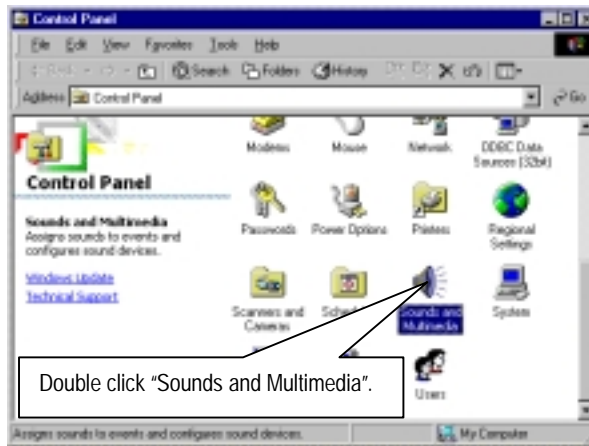 Control Panel
File Edit View Favorites Tools Help
Search Folders History
Address Control Panel Go
Modems Mouse Network ODBC Data Sources (32bit)
Control Panel
Sounds and Multimedia
Assigns sounds to events and
configures sound devices.
Windows Update
Technical Support
Passwords Power Options Printers Regional Settings
Scanners and Cameras Sounds and Multimedia System
Users
Double click “Sounds and Multimedia”.
Assigns sounds to events and configures sound devices. My Computer